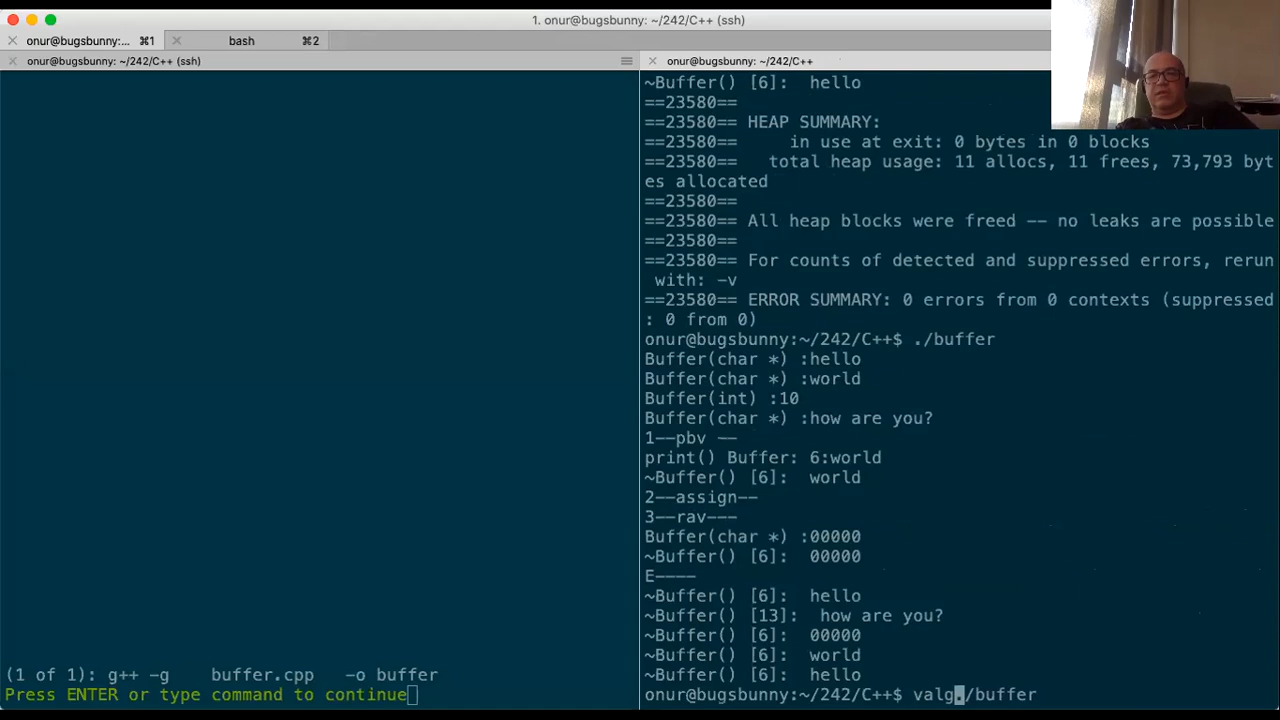 1. onur@bugsbunny: ~/242/C++ (ssh)
onur@bugsbunny:... ⌘1
bash ⌘2
onur@bugsbunny: ~/242/C++ (ssh)
(1 of 1): g++ -g    buffer.cpp   -o buffer
Press ENTER or type command to continue
onur@bugsbunny: ~/242/C++
~Buffer() [6]:  hello
==23580==
==23580== HEAP SUMMARY:
==23580==     in use at exit: 0 bytes in 0 blocks
==23580==   total heap usage: 11 allocs, 11 frees, 73,793 byt
es allocated
==23580==
==23580== All heap blocks were freed -- no leaks are possible
==23580==
==23580== For counts of detected and suppressed errors, rerun
 with: -v
==23580== ERROR SUMMARY: 0 errors from 0 contexts (suppressed
: 0 from 0)
onur@bugsbunny:~/242/C++$ ./buffer
Buffer(char *) :hello
Buffer(char *) :world
Buffer(int) :10
Buffer(char *) :how are you?
1--pbv --
print() Buffer: 6:world
~Buffer() [6]:  world
2--assign--
3--rav---
Buffer(char *) :00000
~Buffer() [6]:  00000
E----
~Buffer() [6]:  hello
~Buffer() [13]:  how are you?
~Buffer() [6]:  00000
~Buffer() [6]:  world
~Buffer() [6]:  hello
onur@bugsbunny:~/242/C++$ valg./buffer